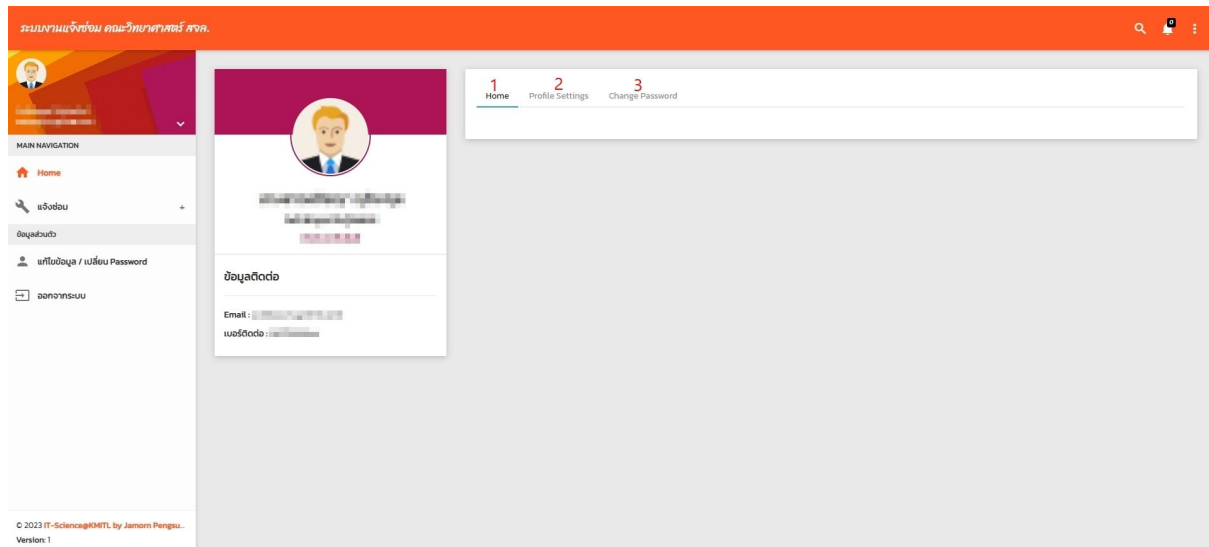 ระบบงานแจ้งซ่อม คณะวิทยาศาสตร์ สจล.
0
MAIN NAVIGATION
Home
แจ้งซ่อม +
ข้อมูลส่วนตัว
แก้ไขข้อมูล / เปลี่ยน Password
ออกจากระบบ
© 2023 IT-Science@KMITL by Jamorn Pengsu...
Version: 1
ข้อมูลติดต่อ
Email :
เบอร์ติดต่อ :
1 2 3
Home Profile Settings Change Password